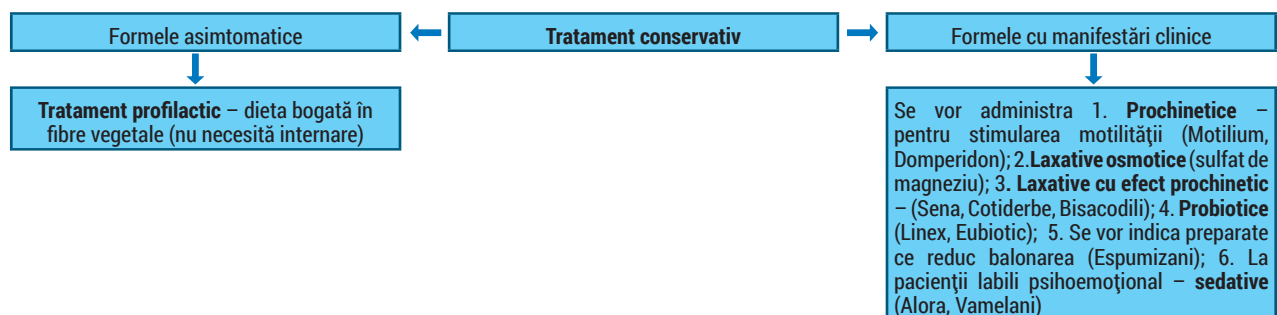 Formele asimtomatice
Tratament conservativ
Formele cu manifestări clinice
Tratament profilactic – dieta bogată în
fibre vegetale (nu necesită internare)
Se vor administra 1. Prochinetice –
pentru stimularea motilităţii (Motilium,
Domperidon); 2.Laxative osmotice (sulfat de
magneziu); 3. Laxative cu efect prochinetic
– (Sena, Cotiderbe, Bisacodili); 4. Probiotice
(Linex, Eubiotic); 5. Se vor indica preparate
ce reduc balonarea (Espumizani); 6. La
pacienţii labili psihoemoţional – sedative
(Alora, Vamelani)